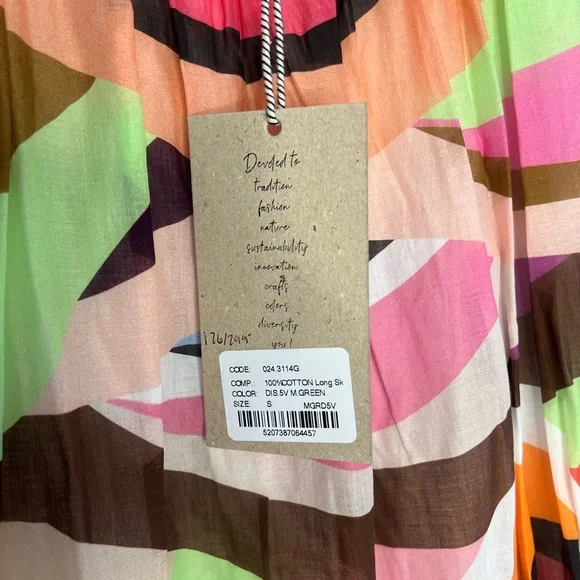 Devoted to
tradition
fashion
nature
sustainability
innovation
crafts
colors
diversity
you!
CODE: 024.3114G
COMP.: 100%COTTON Long Sk
COLOR: DIS.5V M.GREEN
SIZE: S MGRD5V
5207387064457